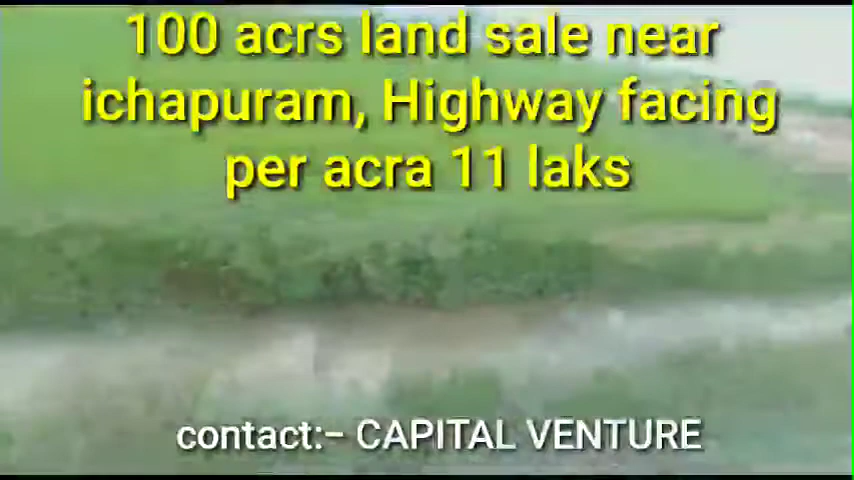 100 acrs land sale near
ichapuram, Highway facing
per acra 11 laks
contact:- CAPITAL VENTURE